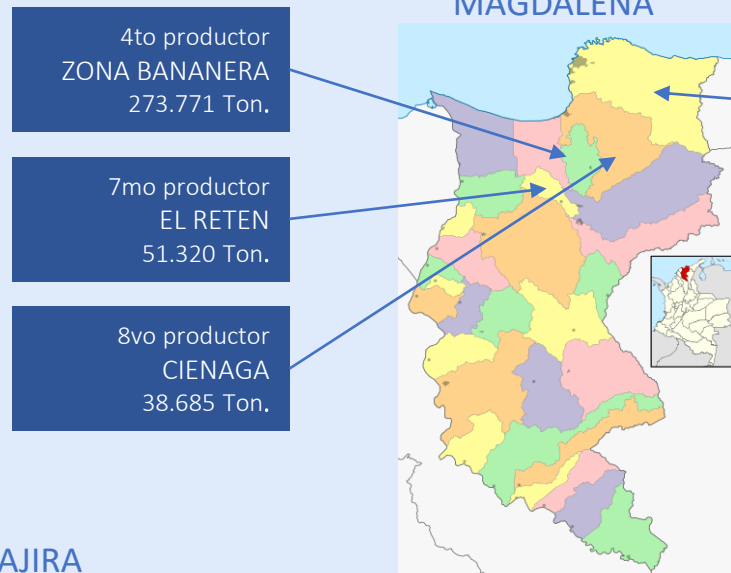 MAGDALENA
4to productor
ZONA BANANERA
273.771 Ton.
7mo productor
EL RETEN
51.320 Ton.
8vo productor
CIENAGA
38.685 Ton.
AJIRA